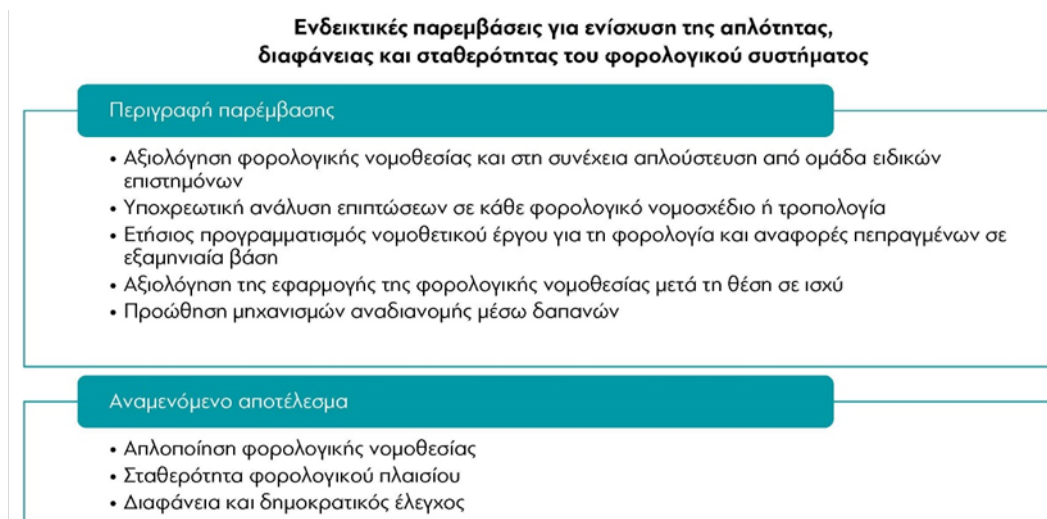 Ενδεικτικές παρεμβάσεις για ενίσχυση της απλότητας,
διαφάνειας και σταθερότητας του φορολογικού συστήματος
Περιγραφή παρέμβασης
• Αξιολόγηση φορολογικής νομοθεσίας και στη συνέχεια απλούστευση από ομάδα ειδικών
επιστημόνων
• Υποχρεωτική ανάλυση επιπτώσεων σε κάθε φορολογικό νομοσχέδιο ή τροπολογία
• Ετήσιος προγραμματισμός νομοθετικού έργου για τη φορολογία και αναφορές πεπραγμένων σε
εξαμηνιαία βάση
• Αξιολόγηση της εφαρμογής της φορολογικής νομοθεσίας μετά τη θέση σε ισχύ
• Προώθηση μηχανισμών αναδιανομής μέσω δαπανών
Αναμενόμενο αποτέλεσμα
• Απλοποίηση φορολογικής νομοθεσίας
• Σταθερότητα φορολογικού πλαισίου
• Διαφάνεια και δημοκρατικός έλεγχος